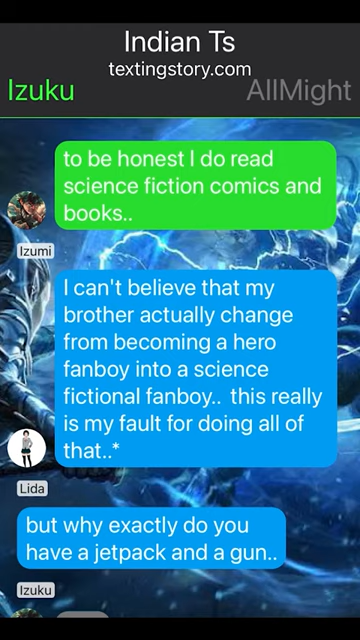 Indian Ts
textingstory.com
Izuku AllMight
to be honest I do read
science fiction comics and
books..
Izumi
I can't believe that my
brother actually change
from becoming a hero
fanboy into a science
fictional fanboy.. this really
is my fault for doing all of
that..*
Lida
but why exactly do you
have a jetpack and a gun..
Izuku